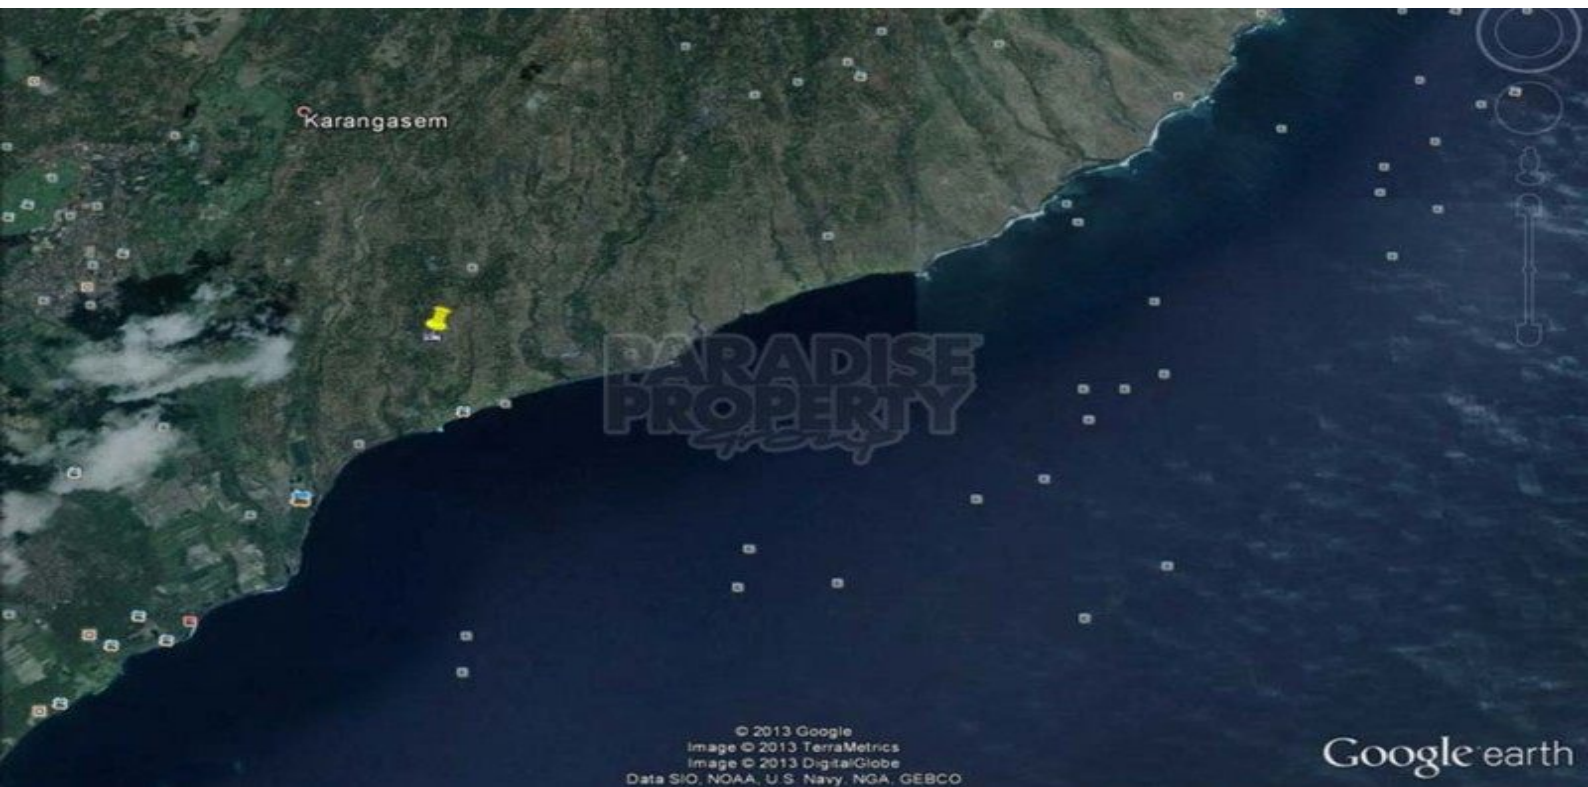 Karangasem
PARADISE
PROPERTY
Group
© 2013 Google
Image © 2013 TerraMetrics
Image © 2013 DigitalGlobe
Data SIO, NOAA, U.S. Navy, NGA, GEBCO
Google earth